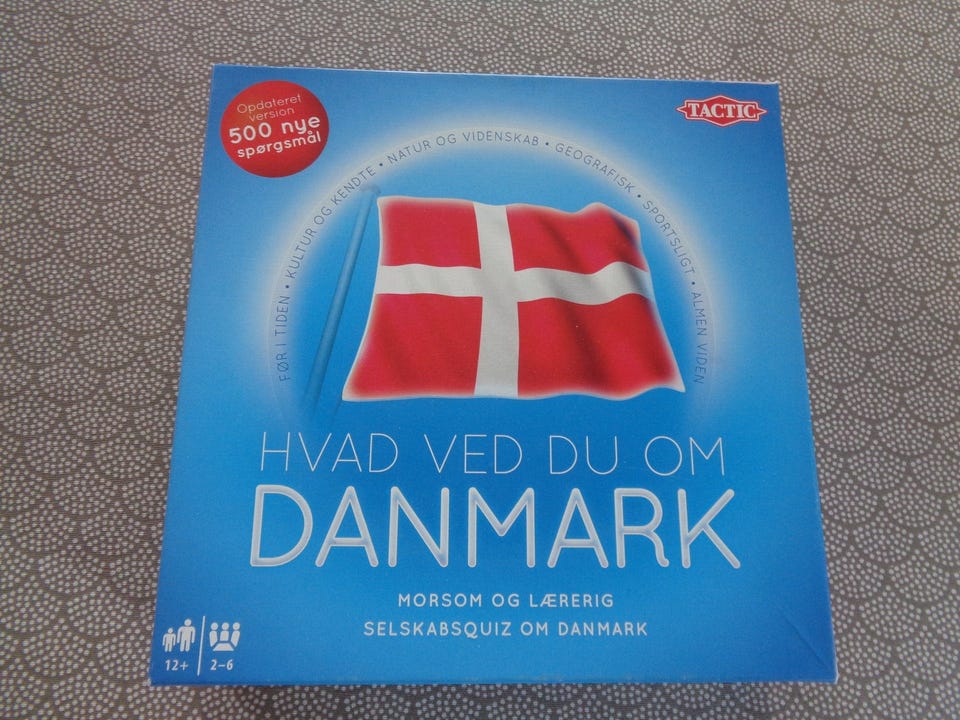 Opdateret
version
500 nye
spørgsmål
TACTIC
FØR I TIDEN • KULTUR OG KENDTE • NATUR OG VIDENSKAB • GEOGRAFISK • SPORTSLIGT • ALMEN VIDEN
HVAD VED DU OM
DANMARK
MORSOM OG LÆRERIG
SELSKABSQUIZ OM DANMARK
12+ 2-6